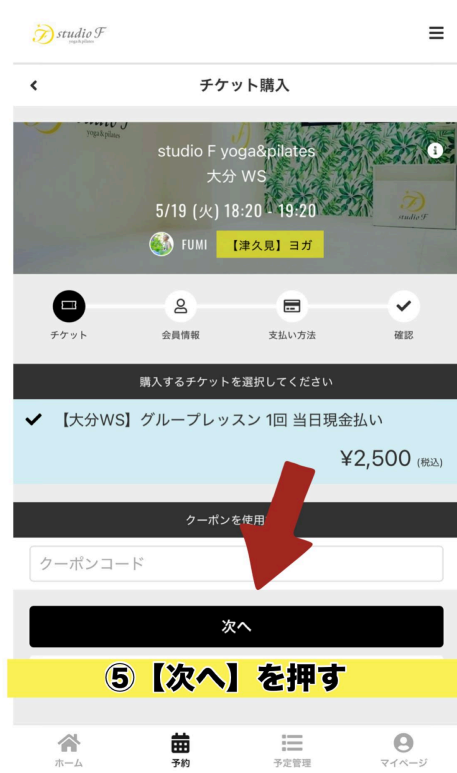 studio F
yoga&pilates
チケット購入
yoga&pilates
studio F yoga&pilates
大分 WS
studio F
5/19 (火) 18:20 - 19:20
FUMI 【津久見】ヨガ
チケット 会員情報 支払い方法 確認
購入するチケットを選択してください
【大分WS】グループレッスン 1回 当日現金払い
¥2,500 (税込)
クーポンを使用
クーポンコード
次へ
⑤【次へ】を押す
ホーム 予約 予定管理 マイページ